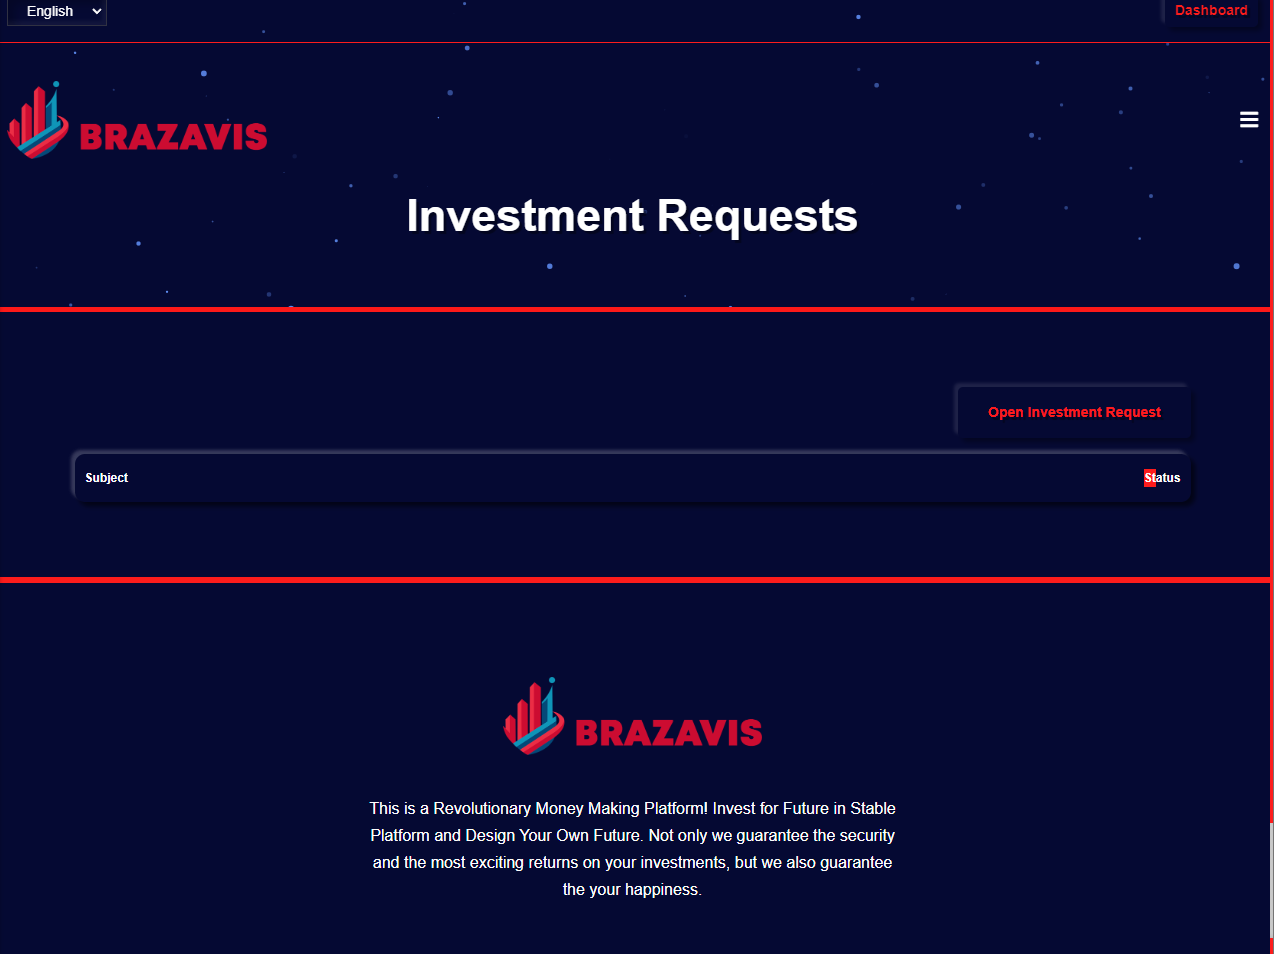 English
Dashboard
BRAZAVIS
Investment Requests
Open Investment Request
Subject
Status
BRAZAVIS
This is a Revolutionary Money Making Platform! Invest for Future in Stable
Platform and Design Your Own Future. Not only we guarantee the security
and the most exciting returns on your investments, but we also guarantee
the your happiness.